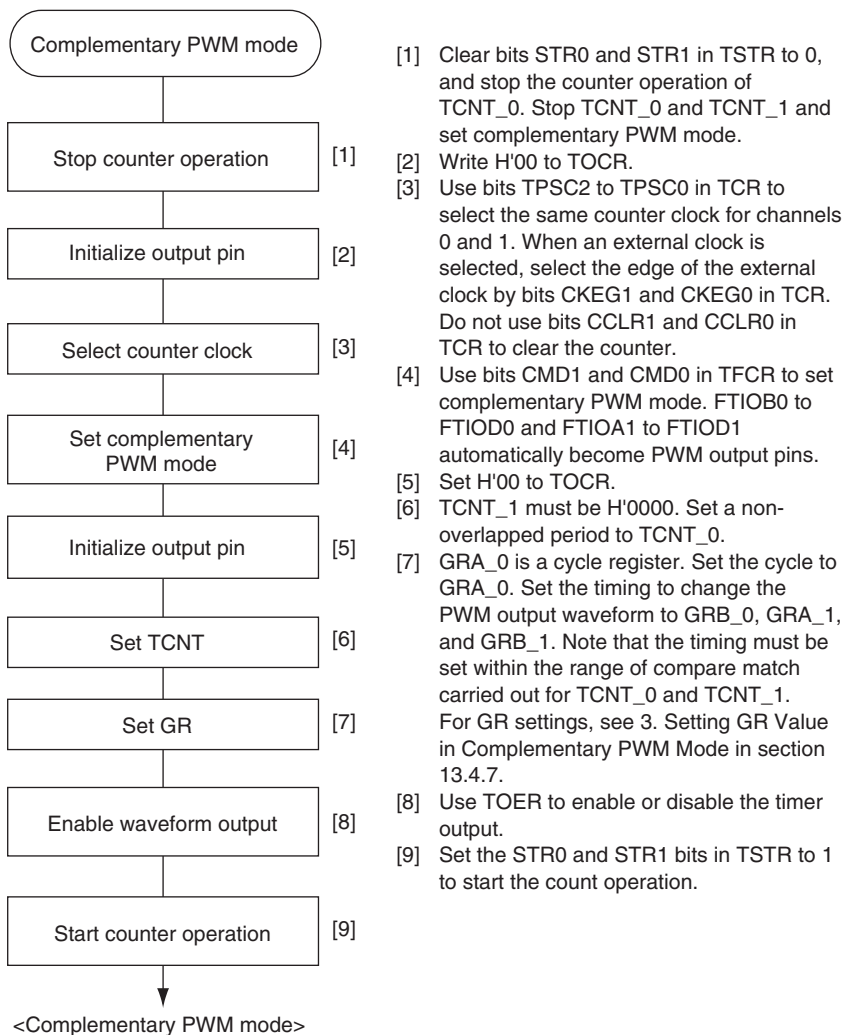 Complementary PWM mode
Stop counter operation
[1]
Initialize output pin
[2]
Select counter clock
[3]
Set complementary
PWM mode
[4]
Initialize output pin
[5]
Set TCNT
[6]
Set GR
[7]
Enable waveform output
[8]
Start counter operation
[9]
<Complementary PWM mode>
[1] Clear bits STR0 and STR1 in TSTR to 0,
and stop the counter operation of
TCNT_0. Stop TCNT_0 and TCNT_1 and
set complementary PWM mode.
[2] Write H'00 to TOCR.
[3] Use bits TPSC2 to TPSC0 in TCR to
select the same counter clock for channels
0 and 1. When an external clock is
selected, select the edge of the external
clock by bits CKEG1 and CKEG0 in TCR.
Do not use bits CCLR1 and CCLR0 in
TCR to clear the counter.
[4] Use bits CMD1 and CMD0 in TFCR to set
complementary PWM mode. FTIOB0 to
FTIOD0 and FTIOA1 to FTIOD1
automatically become PWM output pins.
[5] Set H'00 to TOCR.
[6] TCNT_1 must be H'0000. Set a non-
overlapped period to TCNT_0.
[7] GRA_0 is a cycle register. Set the cycle to
GRA_0. Set the timing to change the
PWM output waveform to GRB_0, GRA_1,
and GRB_1. Note that the timing must be
set within the range of compare match
carried out for TCNT_0 and TCNT_1.
For GR settings, see 3. Setting GR Value
in Complementary PWM Mode in section
13.4.7.
[8] Use TOER to enable or disable the timer
output.
[9] Set the STR0 and STR1 bits in TSTR to 1
to start the count operation.